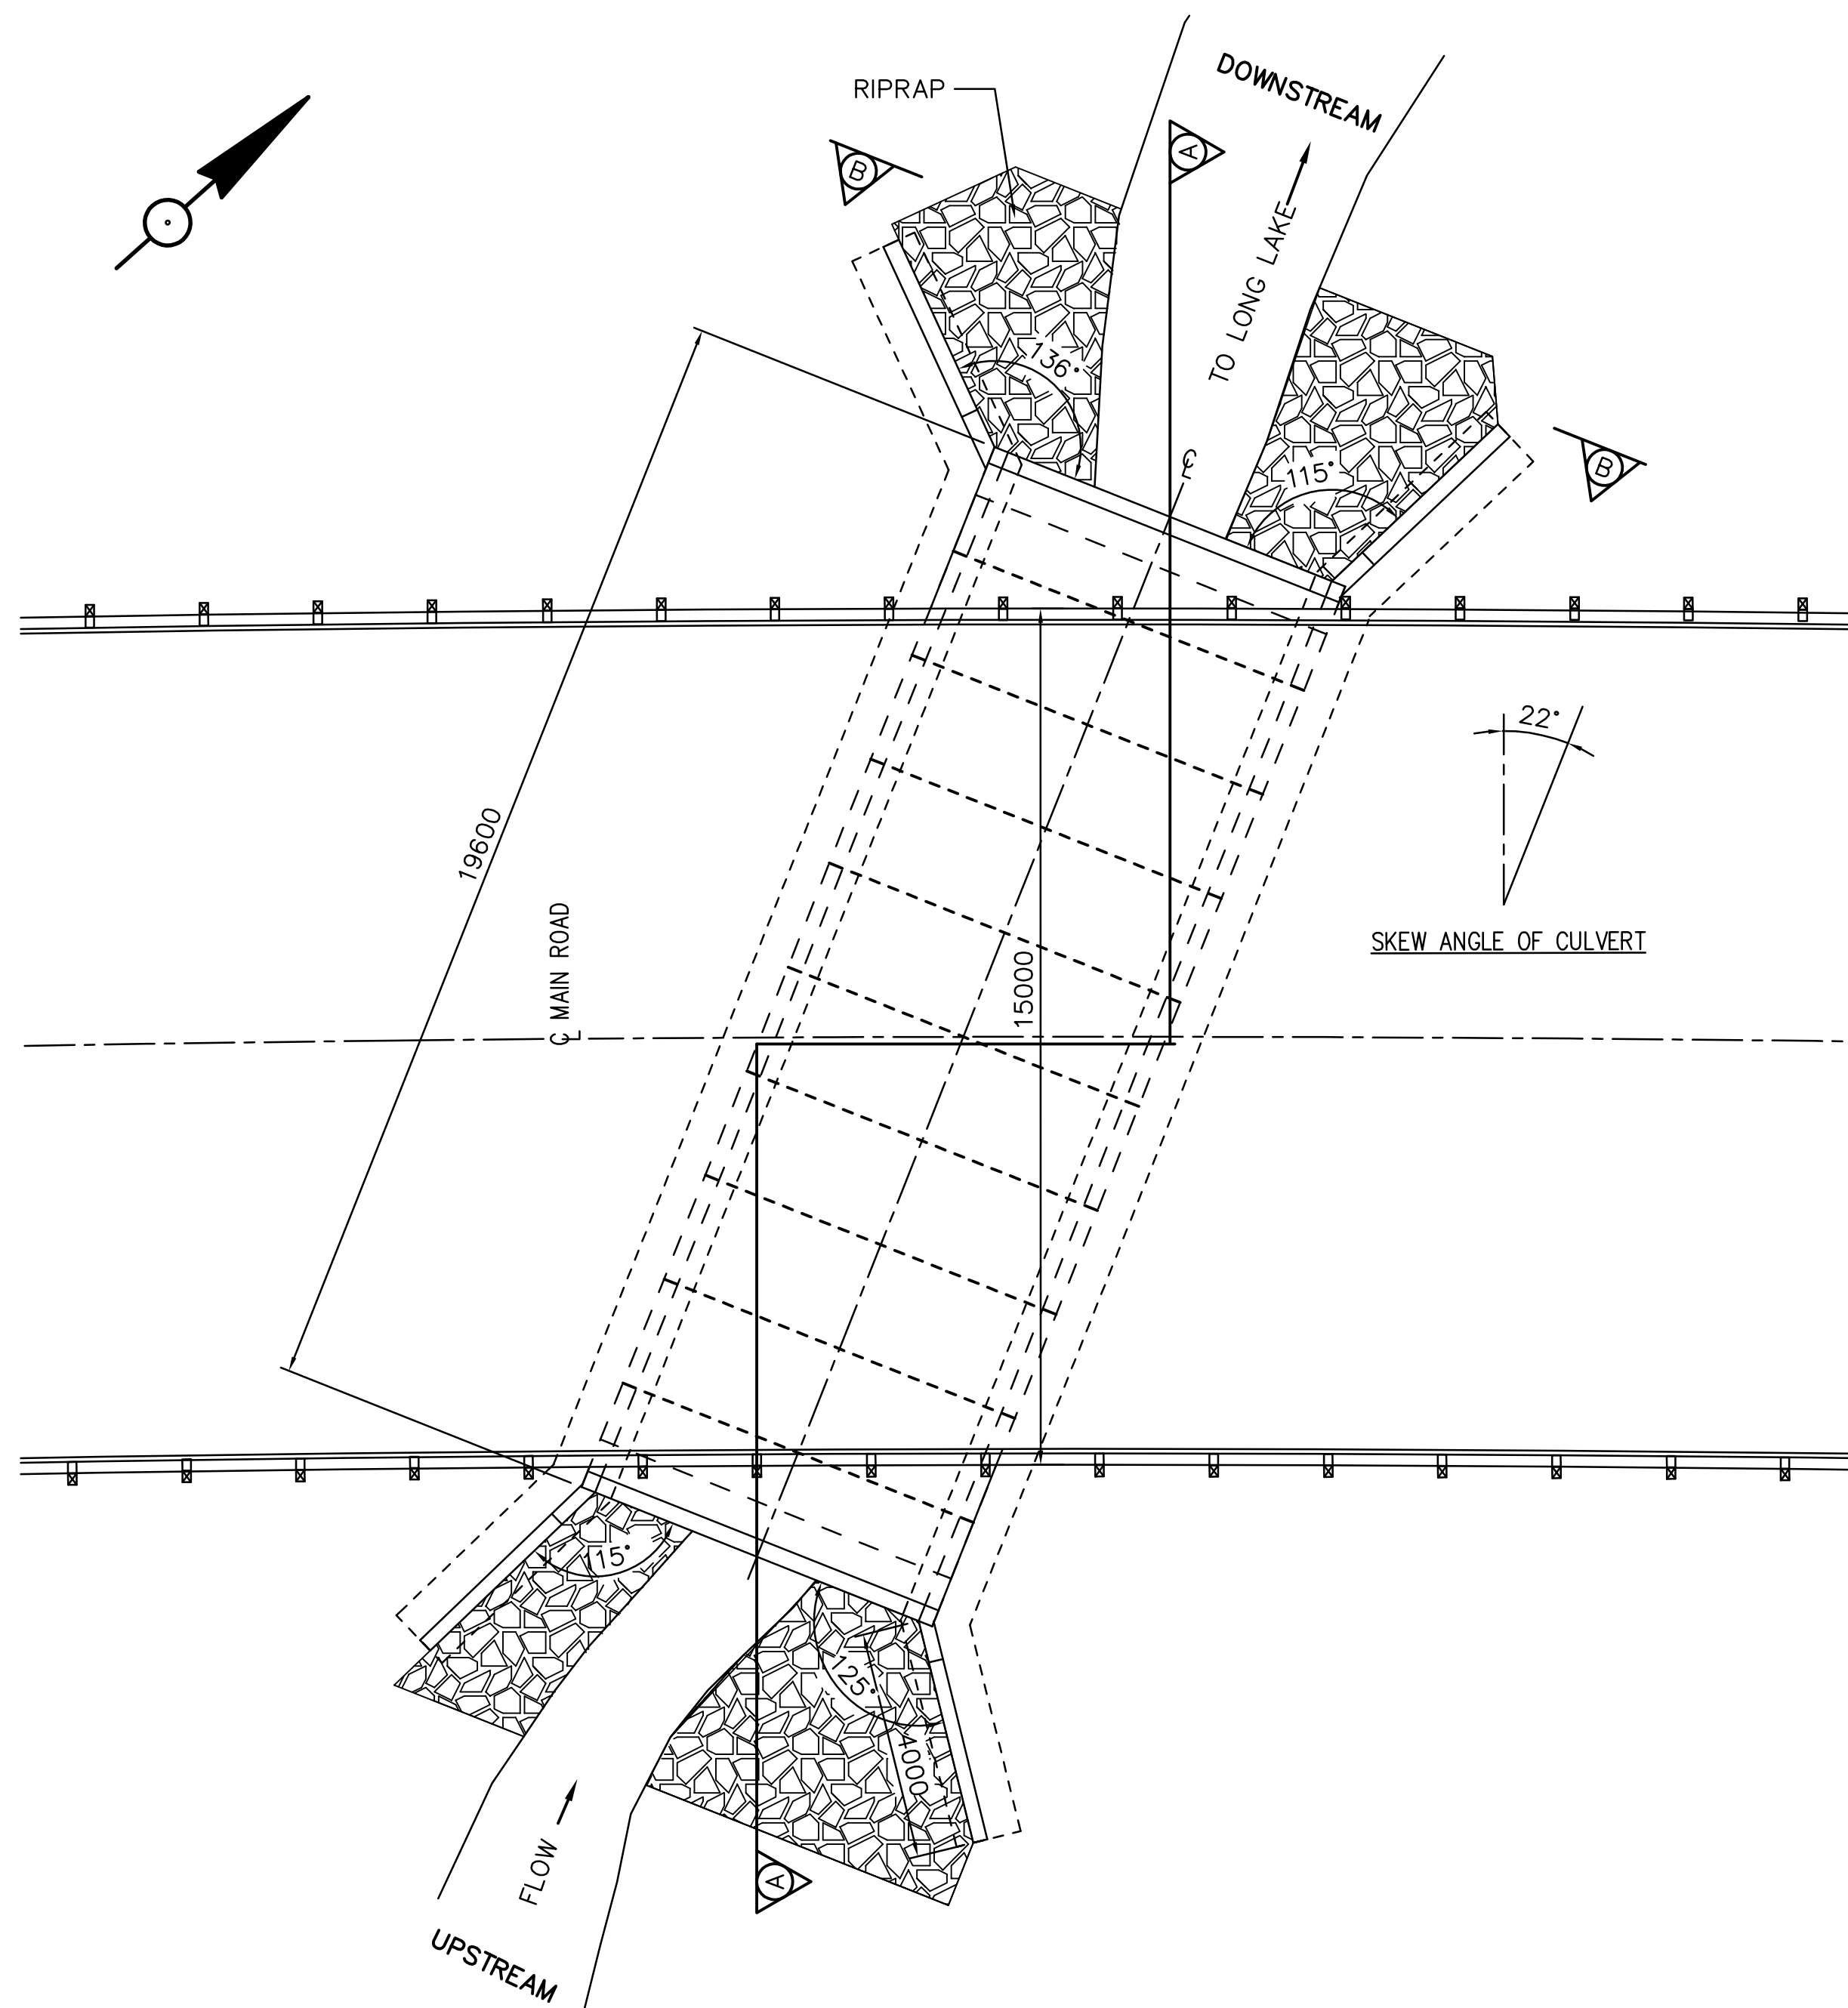 RIPRAP
DOWNSTREAM
A
B
TO LONG LAKE
136°
115°
B
℄
22°
SKEW ANGLE OF CULVERT
19600
℄ MAIN ROAD
15000
115°
125°
4000
FLOW
A
UPSTREAM